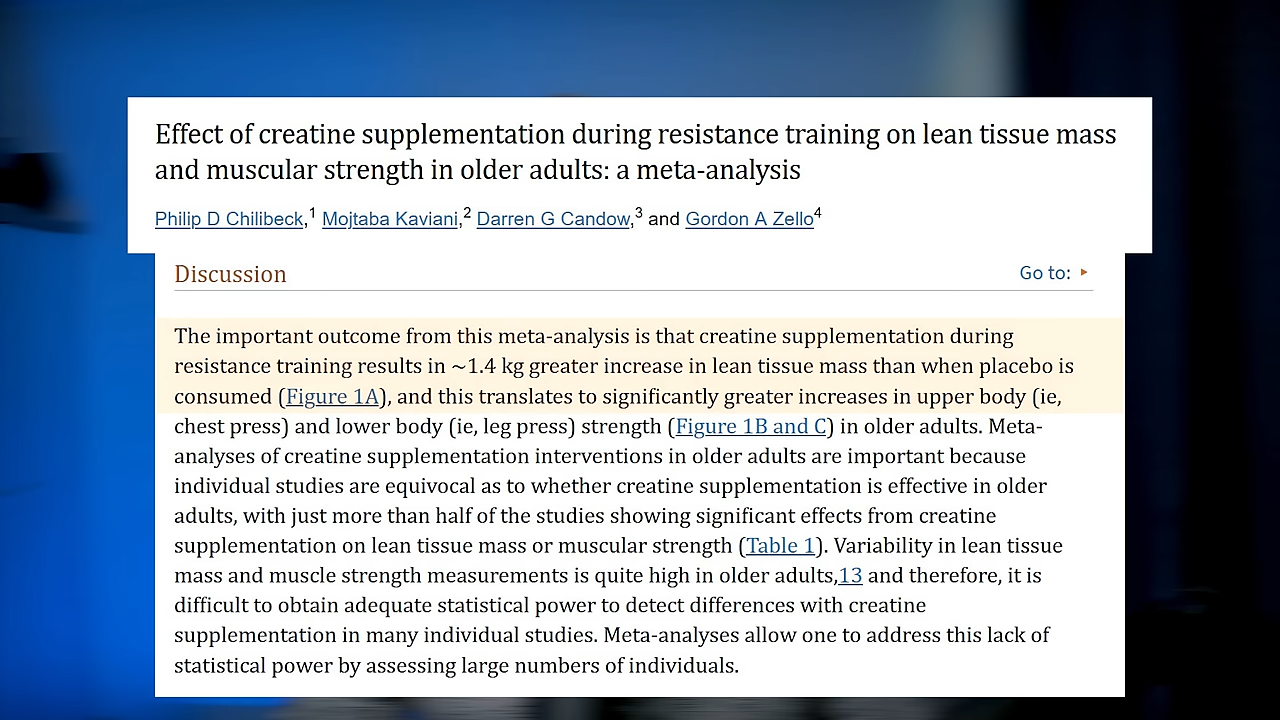 Effect of creatine supplementation during resistance training on lean tissue mass
and muscular strength in older adults: a meta-analysis
Philip D Chilibeck,1 Mojtaba Kaviani,2 Darren G Candow,3 and Gordon A Zello4
Discussion
Go to: ▸
The important outcome from this meta-analysis is that creatine supplementation during
resistance training results in ~1.4 kg greater increase in lean tissue mass than when placebo is
consumed (Figure 1A), and this translates to significantly greater increases in upper body (ie,
chest press) and lower body (ie, leg press) strength (Figure 1B and C) in older adults. Meta-
analyses of creatine supplementation interventions in older adults are important because
individual studies are equivocal as to whether creatine supplementation is effective in older
adults, with just more than half of the studies showing significant effects from creatine
supplementation on lean tissue mass or muscular strength (Table 1). Variability in lean tissue
mass and muscle strength measurements is quite high in older adults,13 and therefore, it is
difficult to obtain adequate statistical power to detect differences with creatine
supplementation in many individual studies. Meta-analyses allow one to address this lack of
statistical power by assessing large numbers of individuals.